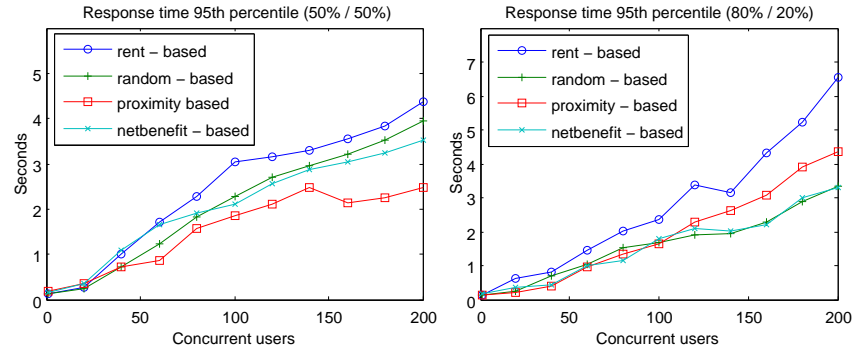 Response time 95th percentile (50% / 50%)
6
5
4
3
2
1
0
Seconds
rent − based
random − based
proximity based
netbenefit − based
0
50
100
150
200
Concurrent users
Response time 95th percentile (80% / 20%)
7
6
5
4
3
2
1
0
Seconds
rent − based
random − based
proximity − based
netbenefit − based
0
50
100
150
200
Concurrent users